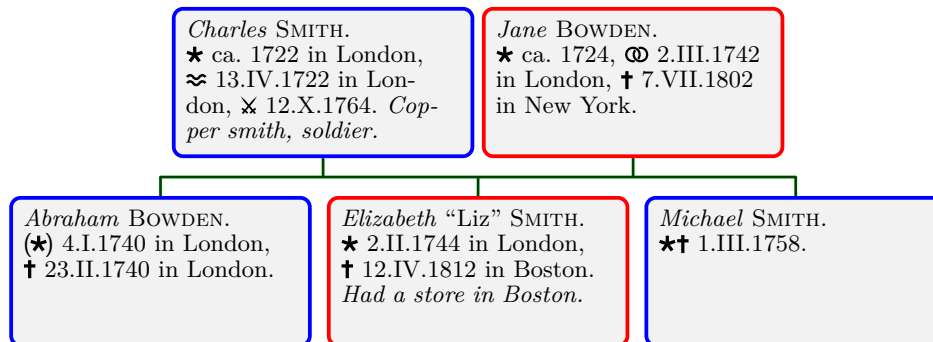 Charles SMITH.
★ ca. 1722 in London,
≈ 13.IV.1722 in Lon-
don, ⚔ 12.X.1764. Cop-
per smith, soldier.
Jane BOWDEN.
★ ca. 1724, ⚭ 2.III.1742
in London, † 7.VII.1802
in New York.
Abraham BOWDEN.
(★) 4.I.1740 in London,
† 23.II.1740 in London.
Elizabeth “Liz” SMITH.
★ 2.II.1744 in London,
† 12.IV.1812 in Boston.
Had a store in Boston.
Michael SMITH.
★† 1.III.1758.